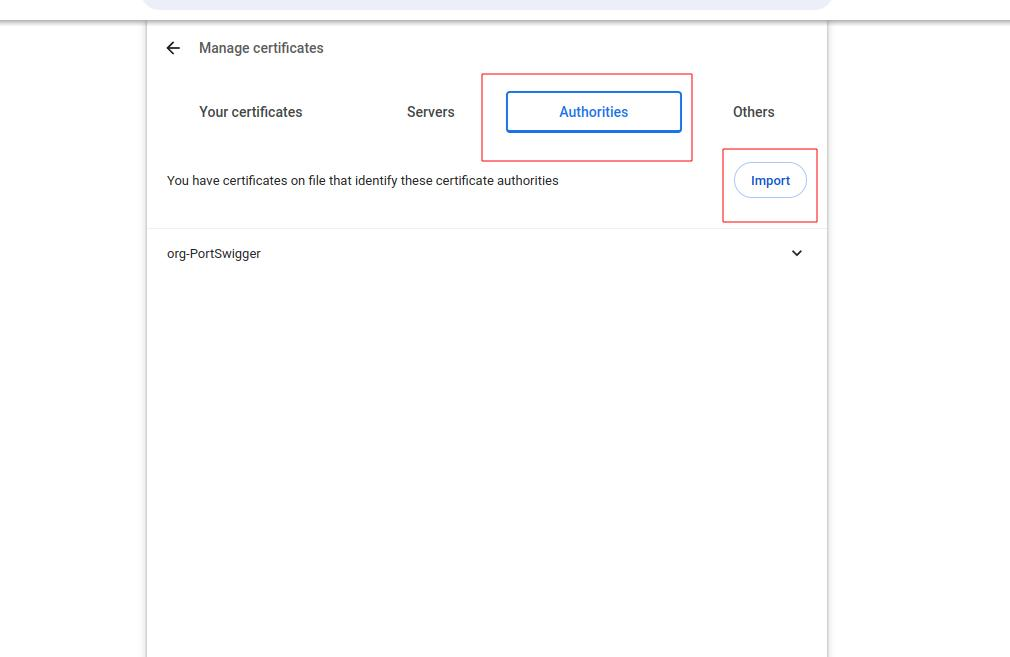 Manage certificates
Your certificates
Servers
Authorities
Others
You have certificates on file that identify these certificate authorities
Import
org-PortSwigger